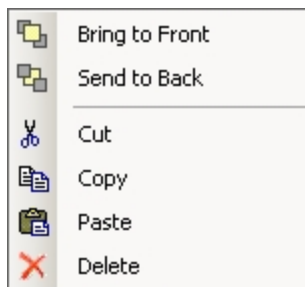 Bring to Front
Send to Back
Cut
Copy
Paste
Delete